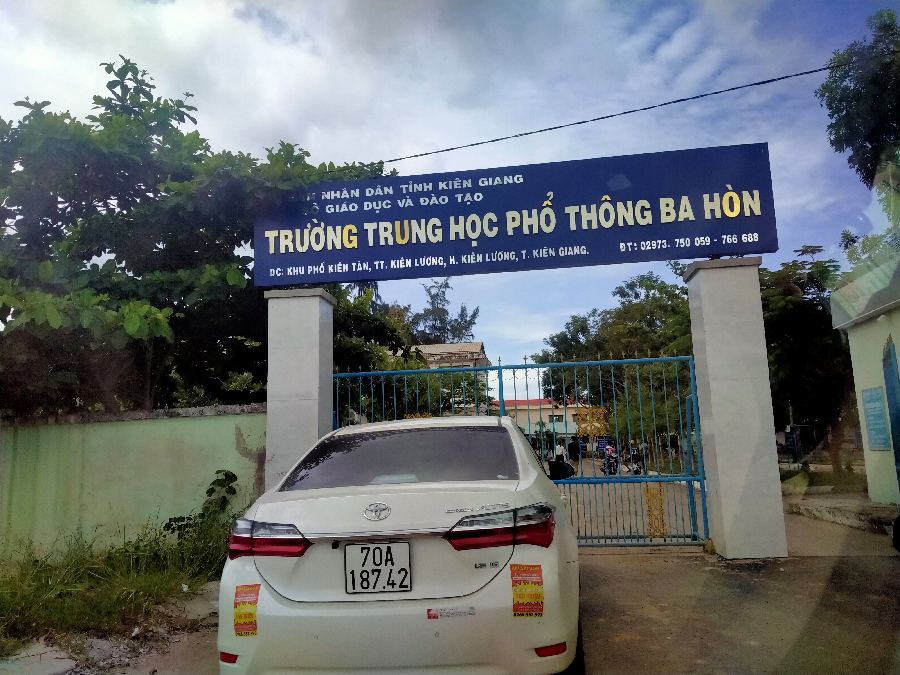 NHÂN DÂN TỈNH KIÊN GIANG
GIÁO DỤC VÀ ĐÀO TẠO
TRƯỜNG TRUNG HỌC PHỔ THÔNG BA HÒN
ĐC: KHU PHỐ KIÊN TÂN, TT. KIÊN LƯƠNG, H. KIÊN LƯƠNG, T. KIÊN GIANG. ĐT: 02973. 750 059 - 766 688
70A
187.42